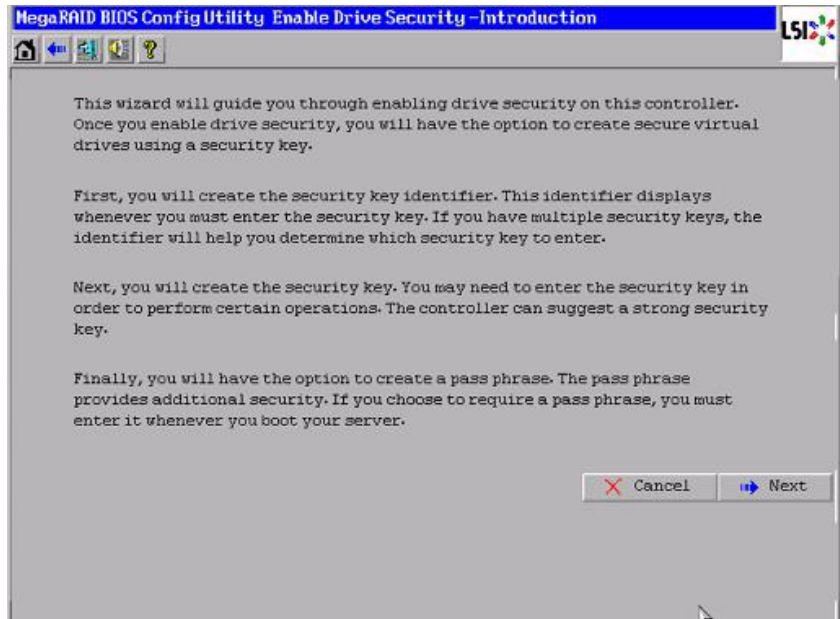 MegaRAID BIOS Config Utility Enable Drive Security -Introduction
LSI
This wizard will guide you through enabling drive security on this controller.
Once you enable drive security, you will have the option to create secure virtual
drives using a security key.
First, you will create the security key identifier. This identifier displays
whenever you must enter the security key. If you have multiple security keys, the
identifier will help you determine which security key to enter.
Next, you will create the security key. You may need to enter the security key in
order to perform certain operations. The controller can suggest a strong security
key.
Finally, you will have the option to create a pass phrase. The pass phrase
provides additional security. If you choose to require a pass phrase, you must
enter it whenever you boot your server.
Cancel Next